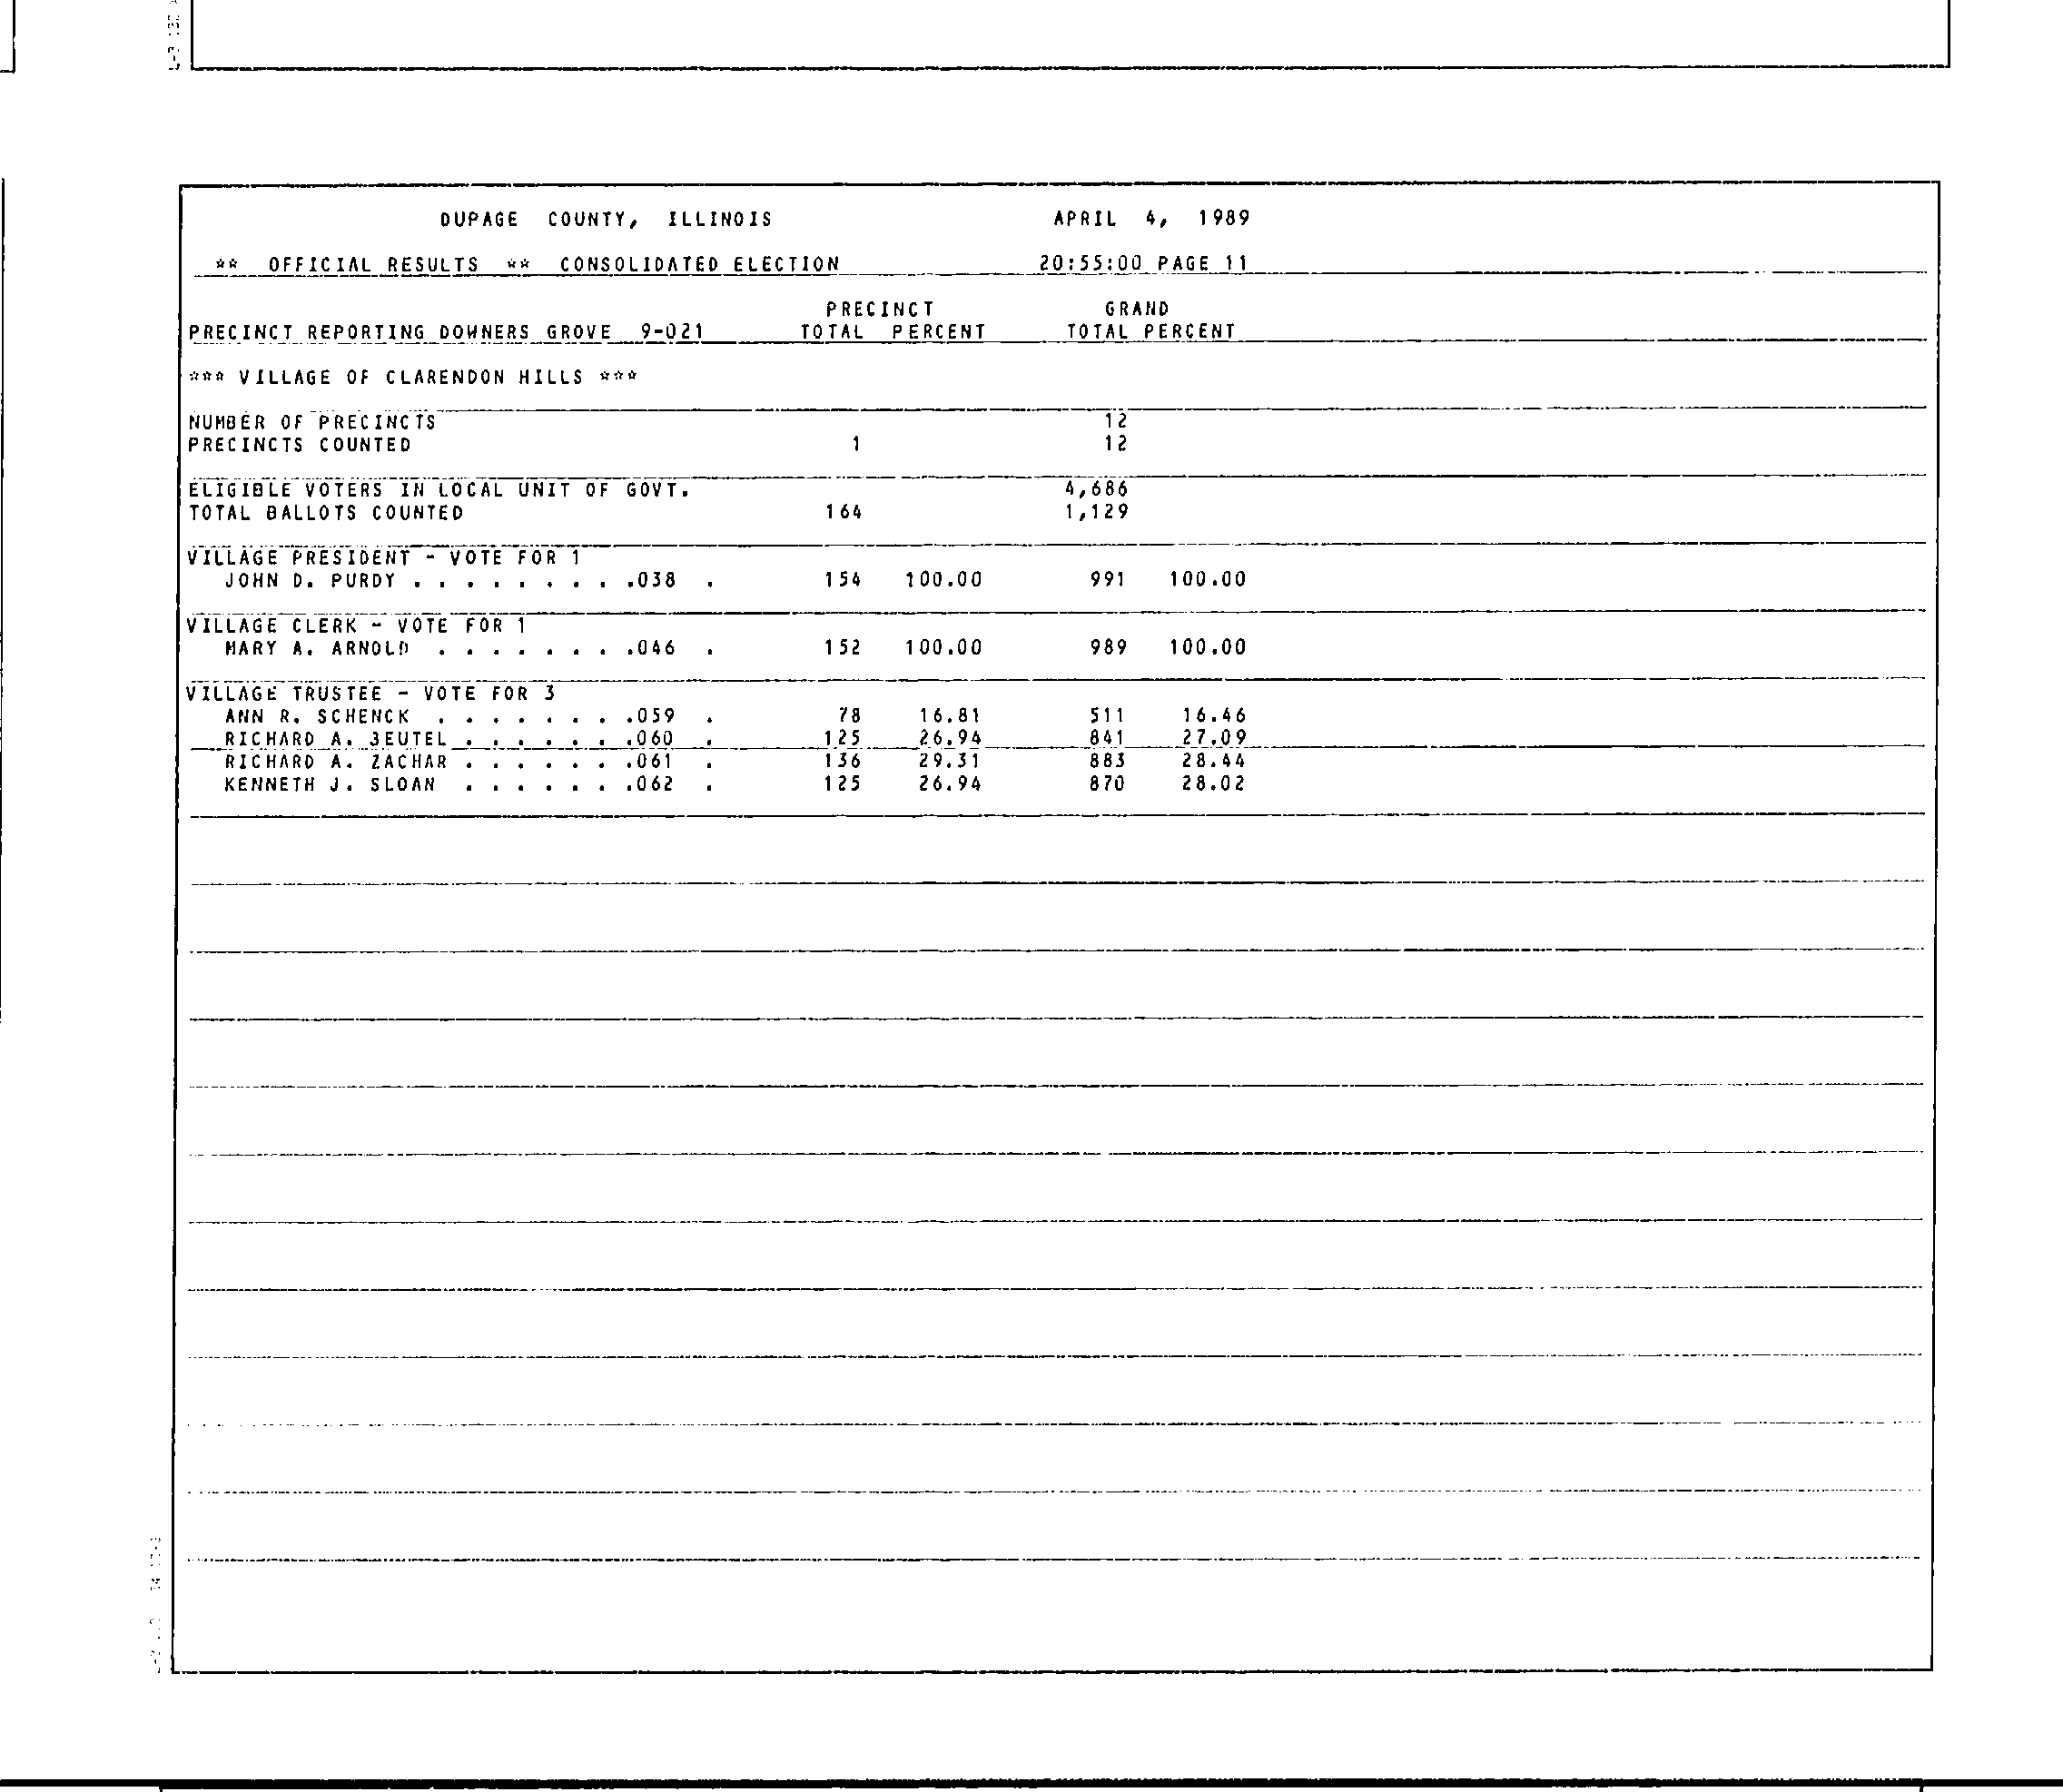 DUPAGE COUNTY, ILLINOIS APRIL 4, 1989
** OFFICIAL RESULTS ** CONSOLIDATED ELECTION 20:55:00 PAGE 11
PRECINCT GRAND
PRECINCT REPORTING DOWNERS GROVE 9-021 TOTAL PERCENT TOTAL PERCENT
*** VILLAGE OF CLARENDON HILLS ***
NUMBER OF PRECINCTS 12
PRECINCTS COUNTED 1 12
ELIGIBLE VOTERS IN LOCAL UNIT OF GOVT. 4,686
TOTAL BALLOTS COUNTED 164 1,129
VILLAGE PRESIDENT - VOTE FOR 1
JOHN D. PURDY . . . . . . . . .038 . 154 100.00 991 100.00
VILLAGE CLERK - VOTE FOR 1
MARY A. ARNOLD . . . . . . . .046 . 152 100.00 989 100.00
VILLAGE TRUSTEE - VOTE FOR 3
ANN R. SCHENCK . . . . . . . .059 . 78 16.81 511 16.46
RICHARD A. BEUTEL . . . . . . .060 . 125 26.94 841 27.09
RICHARD A. ZACHAR . . . . . . .061 . 136 29.31 883 28.44
KENNETH J. SLOAN . . . . . . .062 . 125 26.94 870 28.02